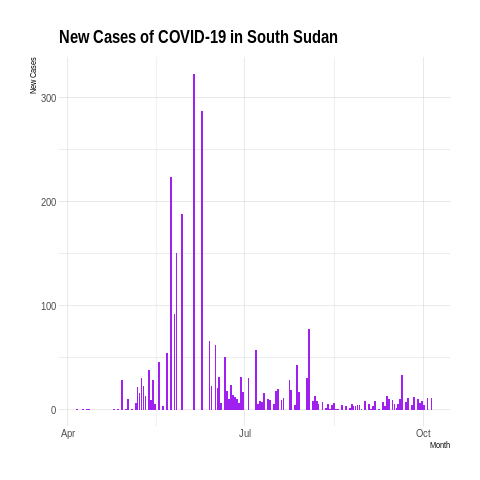 New Cases of COVID-19 in South Sudan
New Cases
300
200
100
0
Apr
Jul
Oct
Month